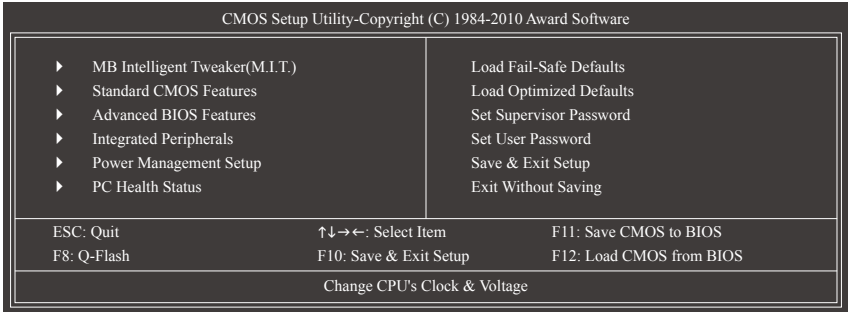 CMOS Setup Utility-Copyright (C) 1984-2010 Award Software
MB Intelligent Tweaker(M.I.T.)
Standard CMOS Features
Advanced BIOS Features
Integrated Peripherals
Power Management Setup
PC Health Status
Load Fail-Safe Defaults
Load Optimized Defaults
Set Supervisor Password
Set User Password
Save & Exit Setup
Exit Without Saving
ESC: Quit ↑↓→←: Select Item F11: Save CMOS to BIOS
F8: Q-Flash F10: Save & Exit Setup F12: Load CMOS from BIOS
Change CPU's Clock & Voltage